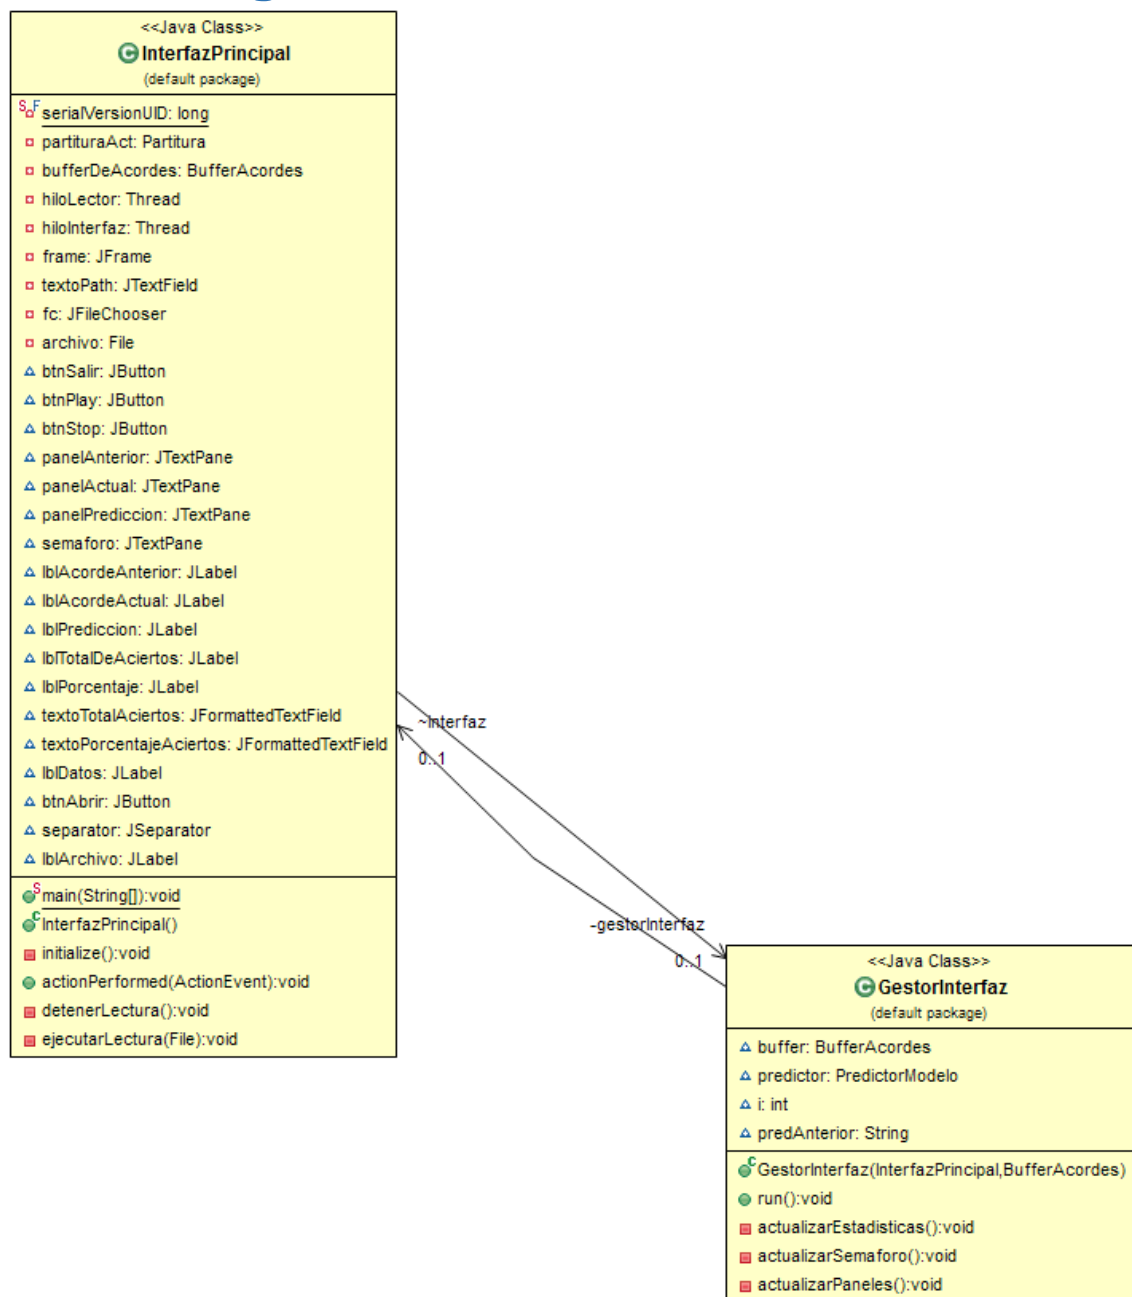 <<Java Class>>
InterfazPrincipal
(default package)
serialVersionUID: long
partituraAct: Partitura
bufferDeAcordes: BufferAcordes
hiloLector: Thread
hiloInterfaz: Thread
frame: JFrame
textoPath: JTextField
fc: JFileChooser
archivo: File
btnSalir: JButton
btnPlay: JButton
btnStop: JButton
panelAnterior: JTextPane
panelActual: JTextPane
panelPrediccion: JTextPane
semaforo: JTextPane
lblAcordeAnterior: JLabel
lblAcordeActual: JLabel
lblPrediccion: JLabel
lblTotalDeAciertos: JLabel
lblPorcentaje: JLabel
textoTotalAciertos: JFormattedTextField
textoPorcentajeAciertos: JFormattedTextField
lblDatos: JLabel
btnAbrir: JButton
separator: JSeparator
lblArchivo: JLabel
main(String[]):void
InterfazPrincipal()
initialize():void
actionPerformed(ActionEvent):void
detenerLectura():void
ejecutarLectura(File):void
~interfaz
0..1
-gestorInterfaz
0..1
<<Java Class>>
GestorInterfaz
(default package)
buffer: BufferAcordes
predictor: PredictorModelo
i: int
predAnterior: String
GestorInterfaz(InterfazPrincipal,BufferAcordes)
run():void
actualizarEstadisticas():void
actualizarSemaforo():void
actualizarPaneles():void